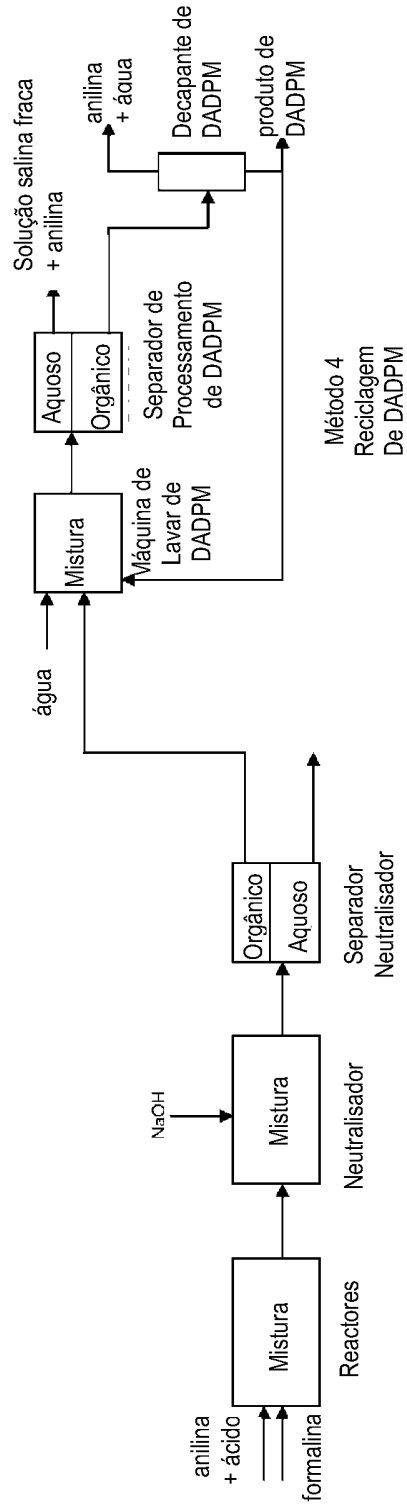 anilina
+ ácido
formalina
Mistura
Reactores
NaOH
Mistura
Neutralisador
Orgânico
Aquoso
Separador
Neutralisador
água
Mistura
Máquina de
Lavar de
DADPM
Solução salina fraca
+ anilina
Aquoso
Orgânico
Separador de
Processamento
de DADPM
anilina
+ água
Decapante de
DADPM
produto de
DADPM
Método 4
Reciclagem
De DADPM